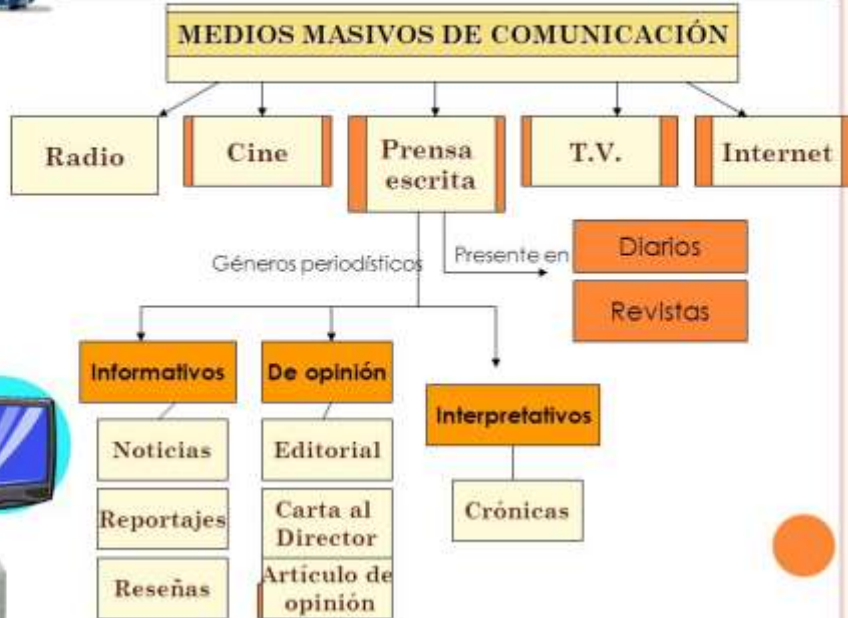 MEDIOS MASIVOS DE COMUNICACIÓN
Radio
Cine
Prensa
escrita
T.V.
Internet
Géneros periodísticos
Presente en
Diarios
Revistas
Informativos
De opinión
Interpretativos
Noticias
Editorial
Crónicas
Reportajes
Carta al
Director
Reseñas
Artículo de
opinión